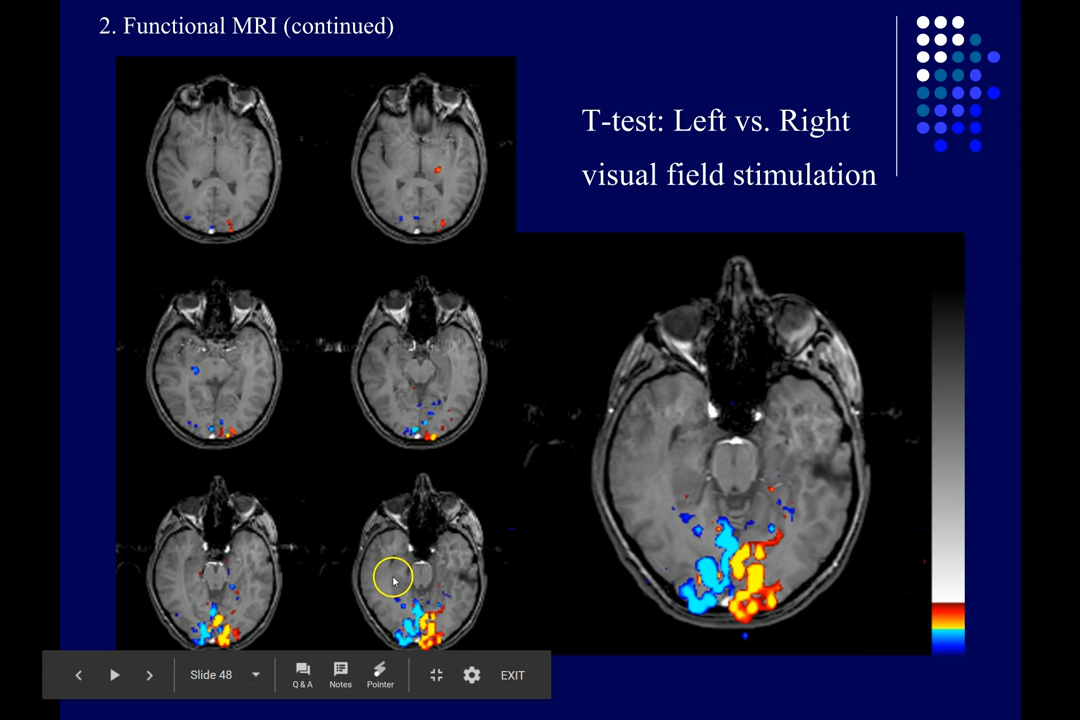 2. Functional MRI (continued)
T-test: Left vs. Right
visual field stimulation
Slide 48
Q & A
Notes
Pointer
EXIT